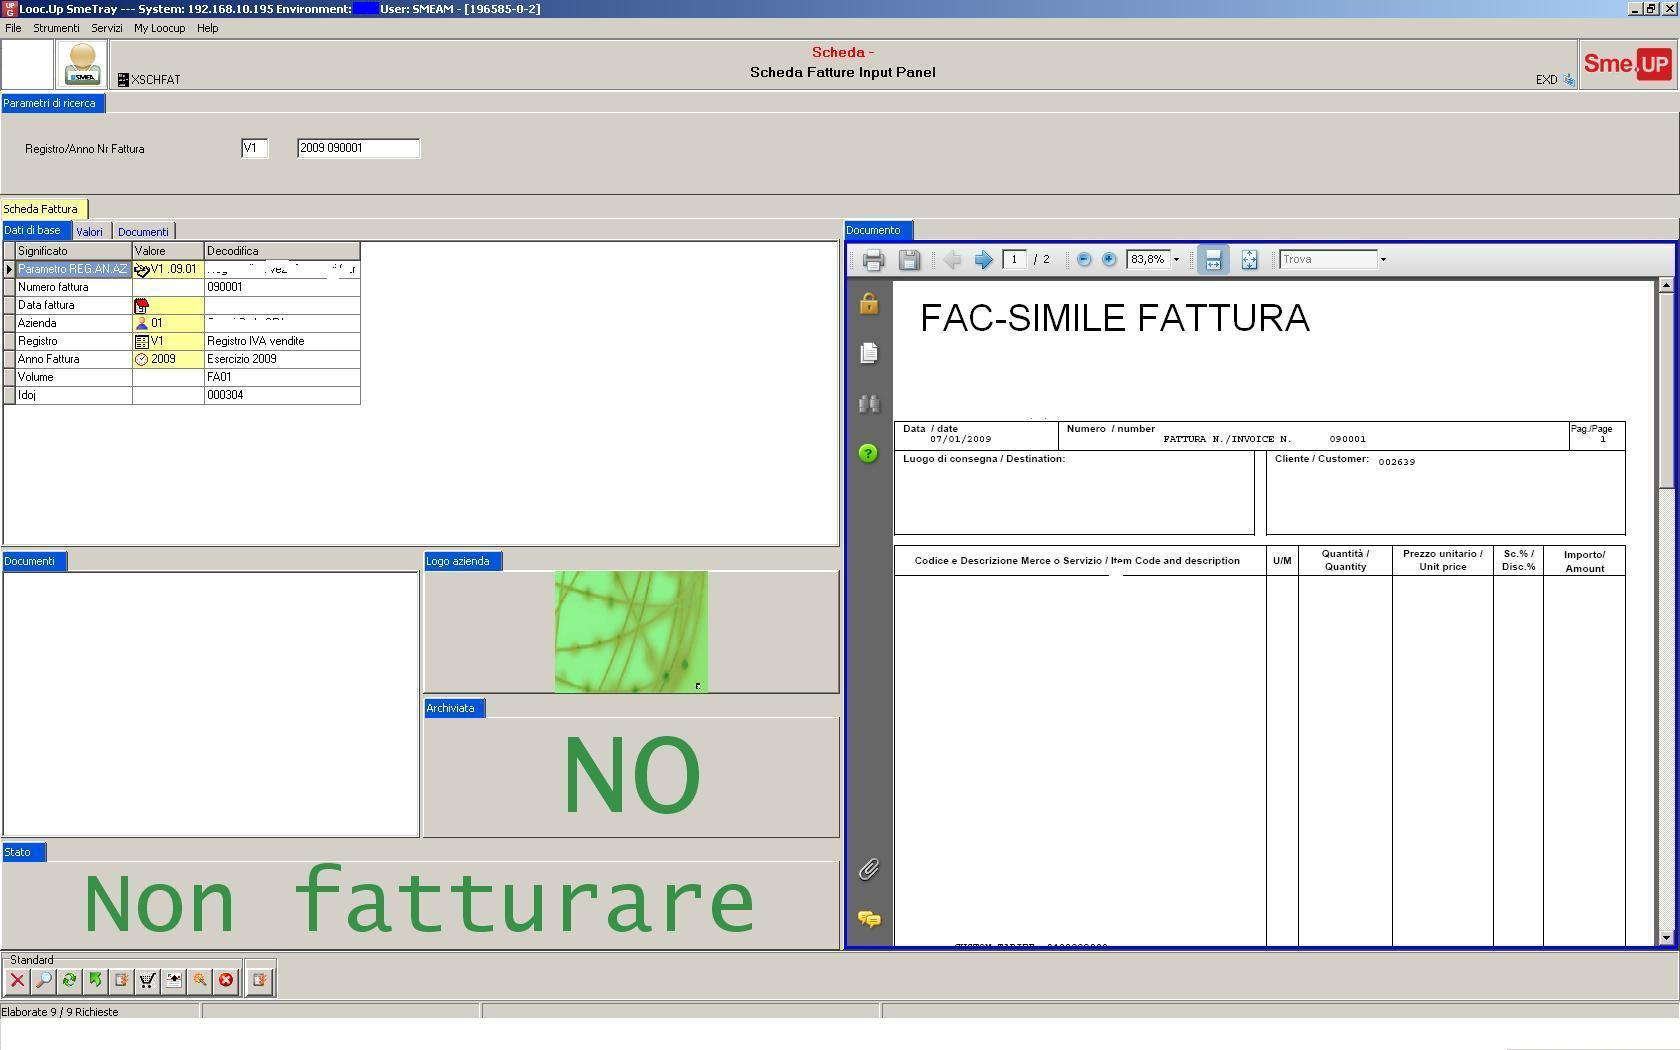 Looc.Up SmeTray --- System: 192.168.10.195 Environment: User: SMEAM - [196585-0-2]
File Strumenti Servizi My Loocup Help
Scheda -
Scheda Fatture Input Panel
XSCHFAT
EXD
Sme.UP
Parametri di ricerca
Registro/Anno Nr Fattura V1 2009 090001
Scheda Fattura
Dati di base Valori Documenti
Significato Valore Decodifica
Parametro REG.AN.AZ V1 .09.01
Numero fattura 090001
Data fattura
Azienda 01
Registro V1 Registro IVA vendite
Anno Fattura 2009 Esercizio 2009
Volume FA01
Idoj 000304
Documenti
Logo azienda
Archiviata
NO
Stato
Non fatturare
Documento
1 / 2 83,8% Trova
FAC-SIMILE FATTURA
Data / date Numero / number Pag./Page
07/01/2009 FATTURA N./INVOICE N. 090001 1
Luogo di consegna / Destination: Cliente / Customer: 002639
Codice e Descrizione Merce o Servizio / Item Code and description U/M Quantità / Quantity Prezzo unitario / Unit price Sc.% / Disc.% Importo/ Amount
Standard
Elaborate 9 / 9 Richieste